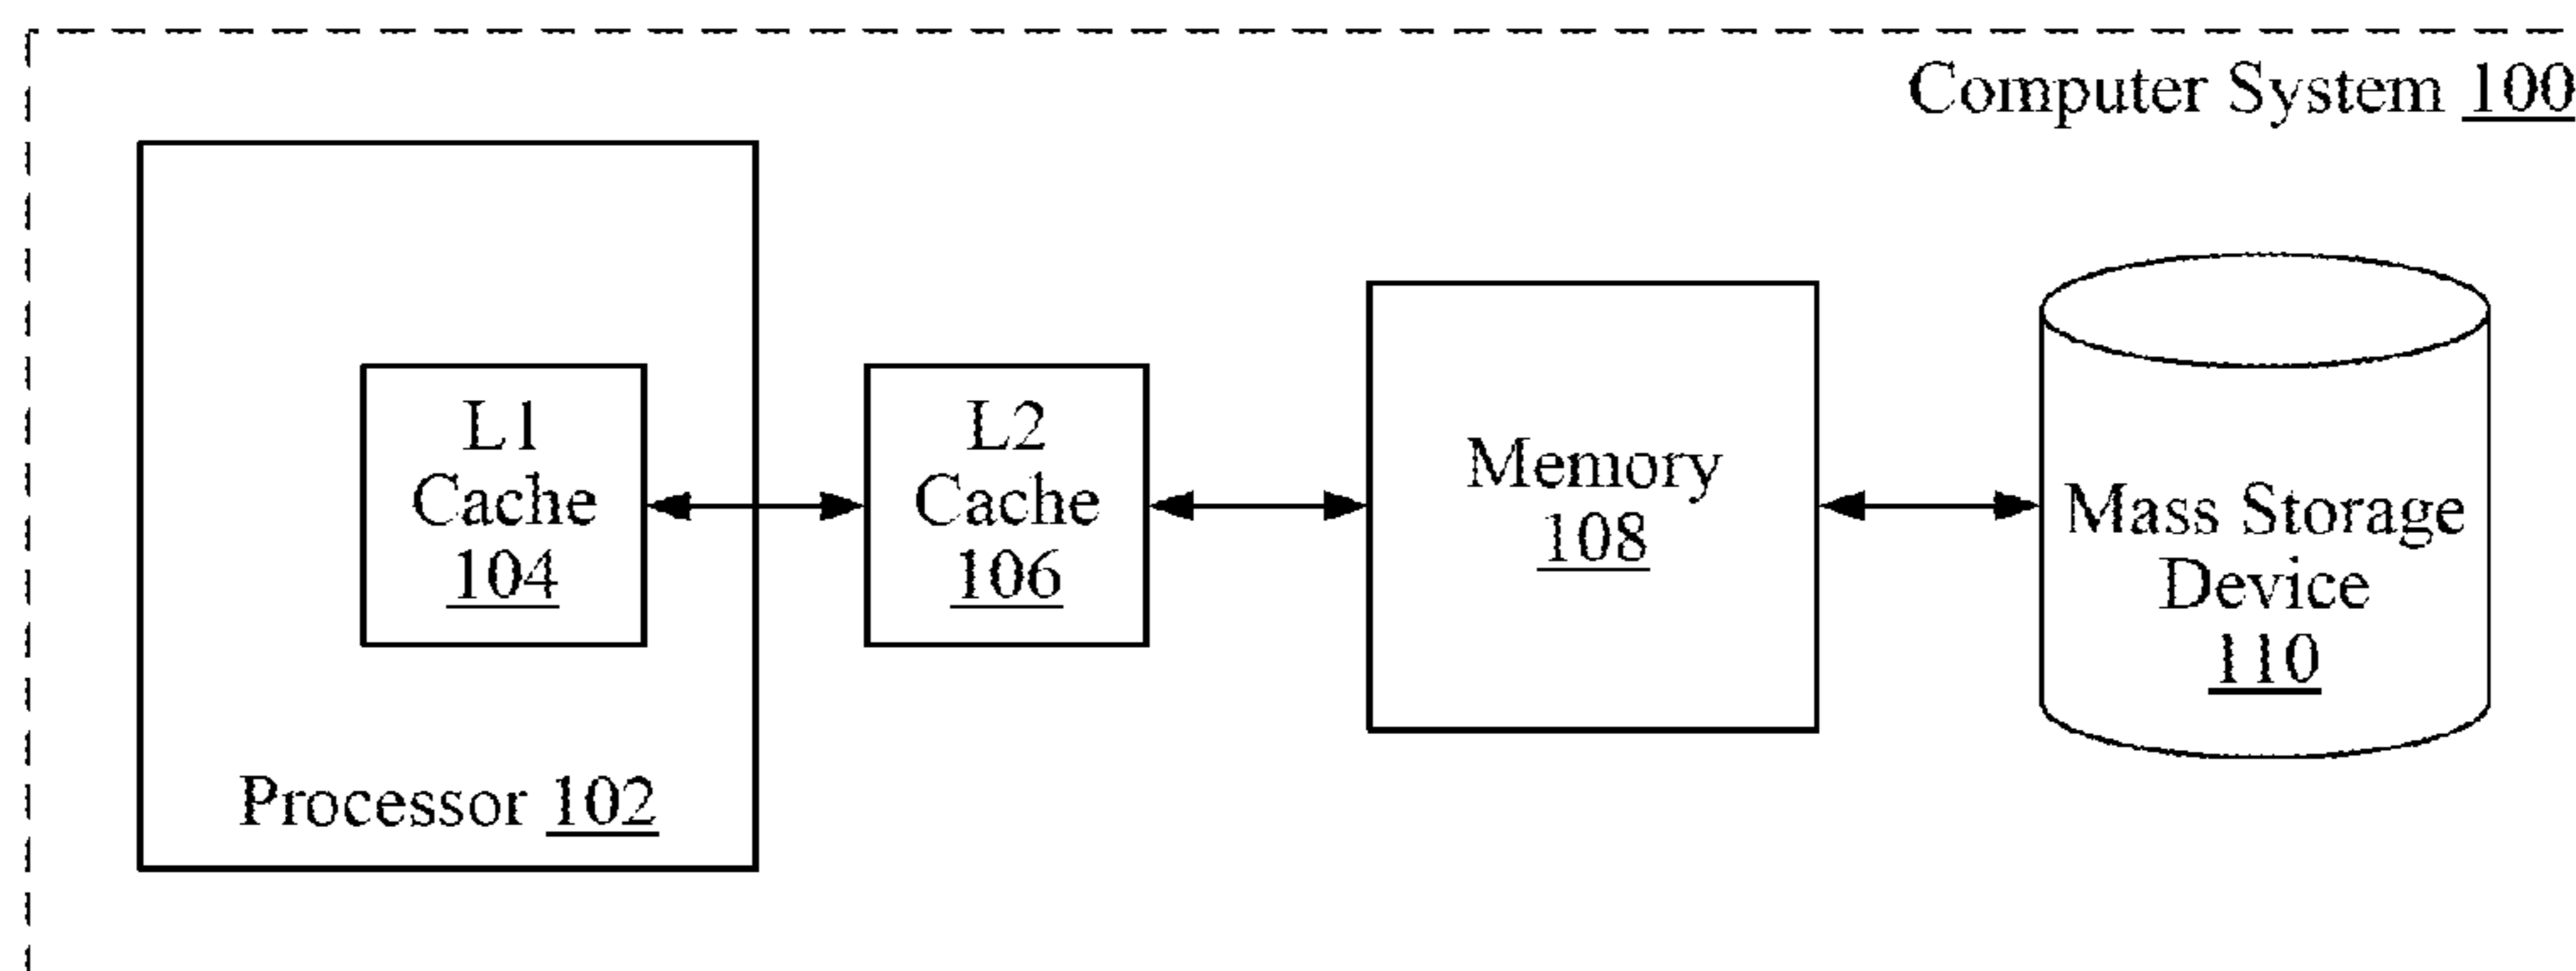 Computer System 100
L1
Cache
104
L2
Cache
106
Memory
108
Mass Storage
Device
110
Processor 102